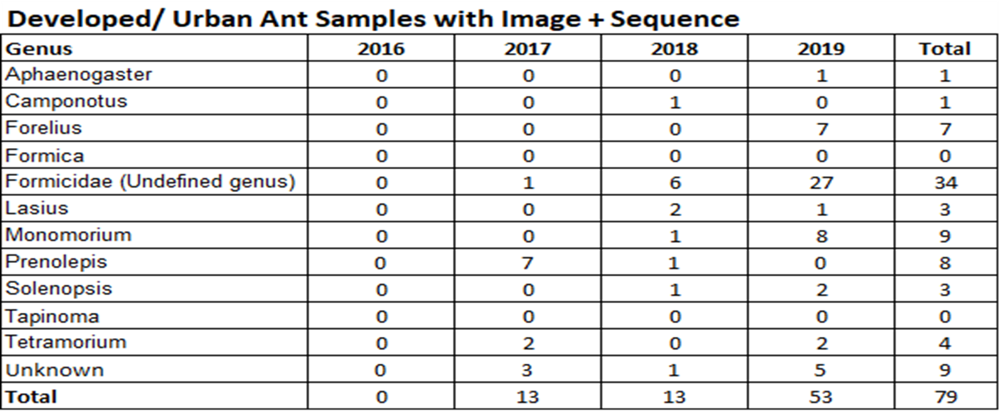 Developed/ Urban Ant Samples with Image + Sequence
Genus 2016 2017 2018 2019 Total
Aphaenogaster 0 0 0 1 1
Camponotus 0 0 1 0 1
Forelius 0 0 0 7 7
Formica 0 0 0 0 0
Formicidae (Undefined genus) 0 1 6 27 34
Lasius 0 0 2 1 3
Monomorium 0 0 1 8 9
Prenolepis 0 7 1 0 8
Solenopsis 0 0 1 2 3
Tapinoma 0 0 0 0 0
Tetramorium 0 2 0 2 4
Unknown 0 3 1 5 9
Total 0 13 13 53 79